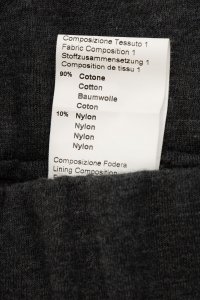 Composizione Tessuto 1
Fabric Composition 1
Stoffzusammensetzung 1
Composition de tissu 1
90% Cotone
Cotton
Baumwolle
Coton
10% Nylon
Nylon
Nylon
Nylon
Composizione Fodera
Lining Composition